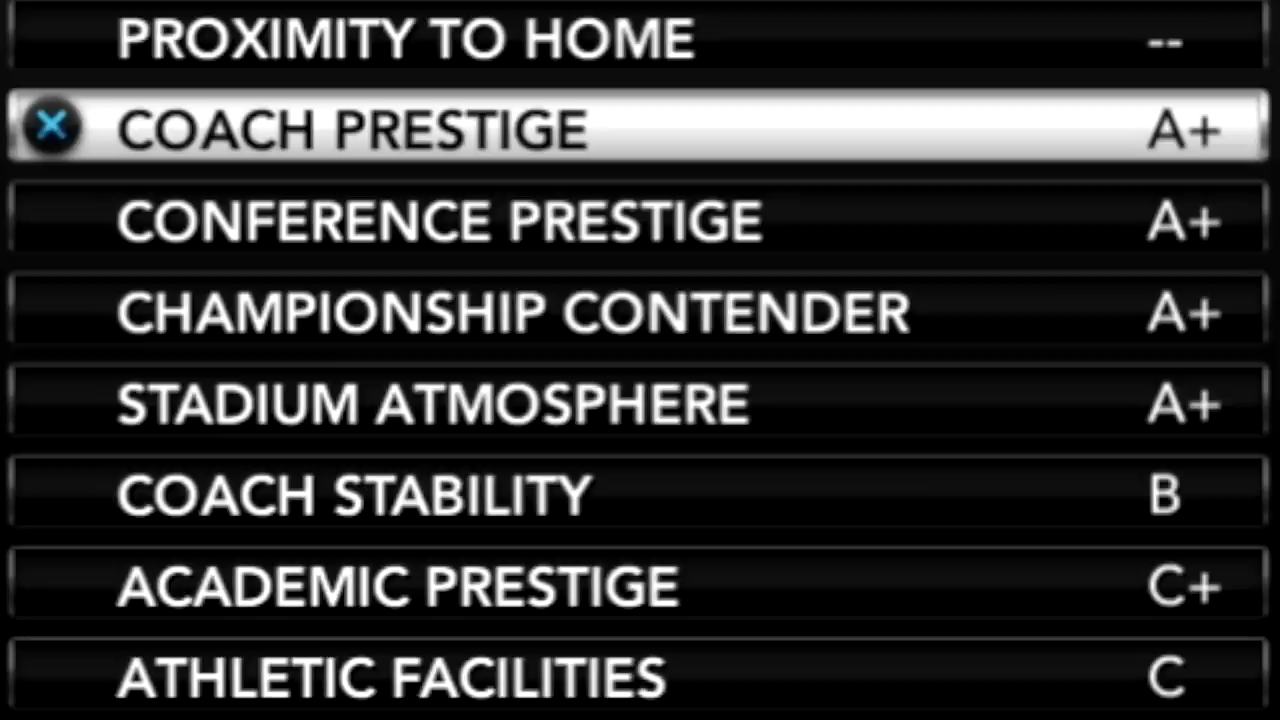 PROXIMITY TO HOME --
COACH PRESTIGE A+
CONFERENCE PRESTIGE A+
CHAMPIONSHIP CONTENDER A+
STADIUM ATMOSPHERE A+
COACH STABILITY B
ACADEMIC PRESTIGE C+
ATHLETIC FACILITIES C